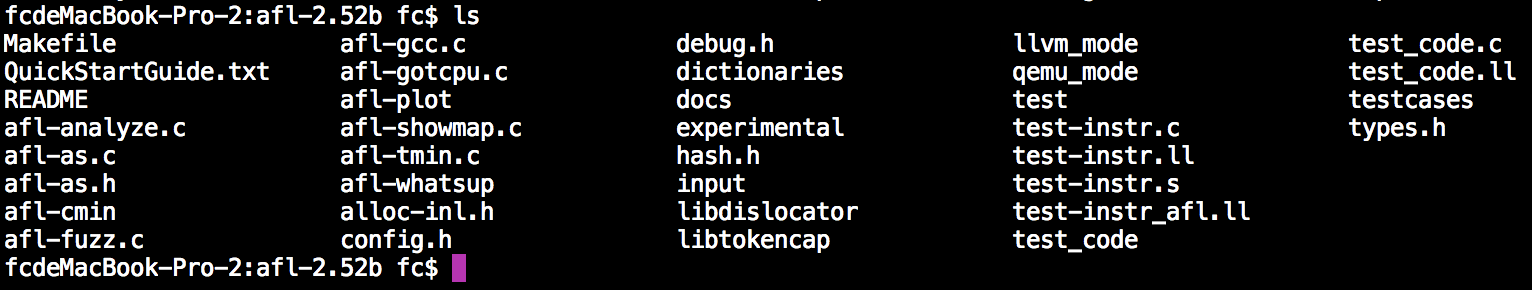 fcdeMacBook-Pro-2:afl-2.52b fc$ ls
Makefile afl-gcc.c debug.h llvm_mode test_code.c
QuickStartGuide.txt afl-gotcpu.c dictionaries qemu_mode test_code.ll
README afl-plot docs test testcases
afl-analyze.c afl-showmap.c experimental test-instr.c types.h
afl-as.c afl-tmin.c hash.h test-instr.ll
afl-as.h afl-whatsup input test-instr.s
afl-cmin alloc-inl.h libdislocator test-instr_afl.ll
afl-fuzz.c config.h libtokencap test_code
fcdeMacBook-Pro-2:afl-2.52b fc$